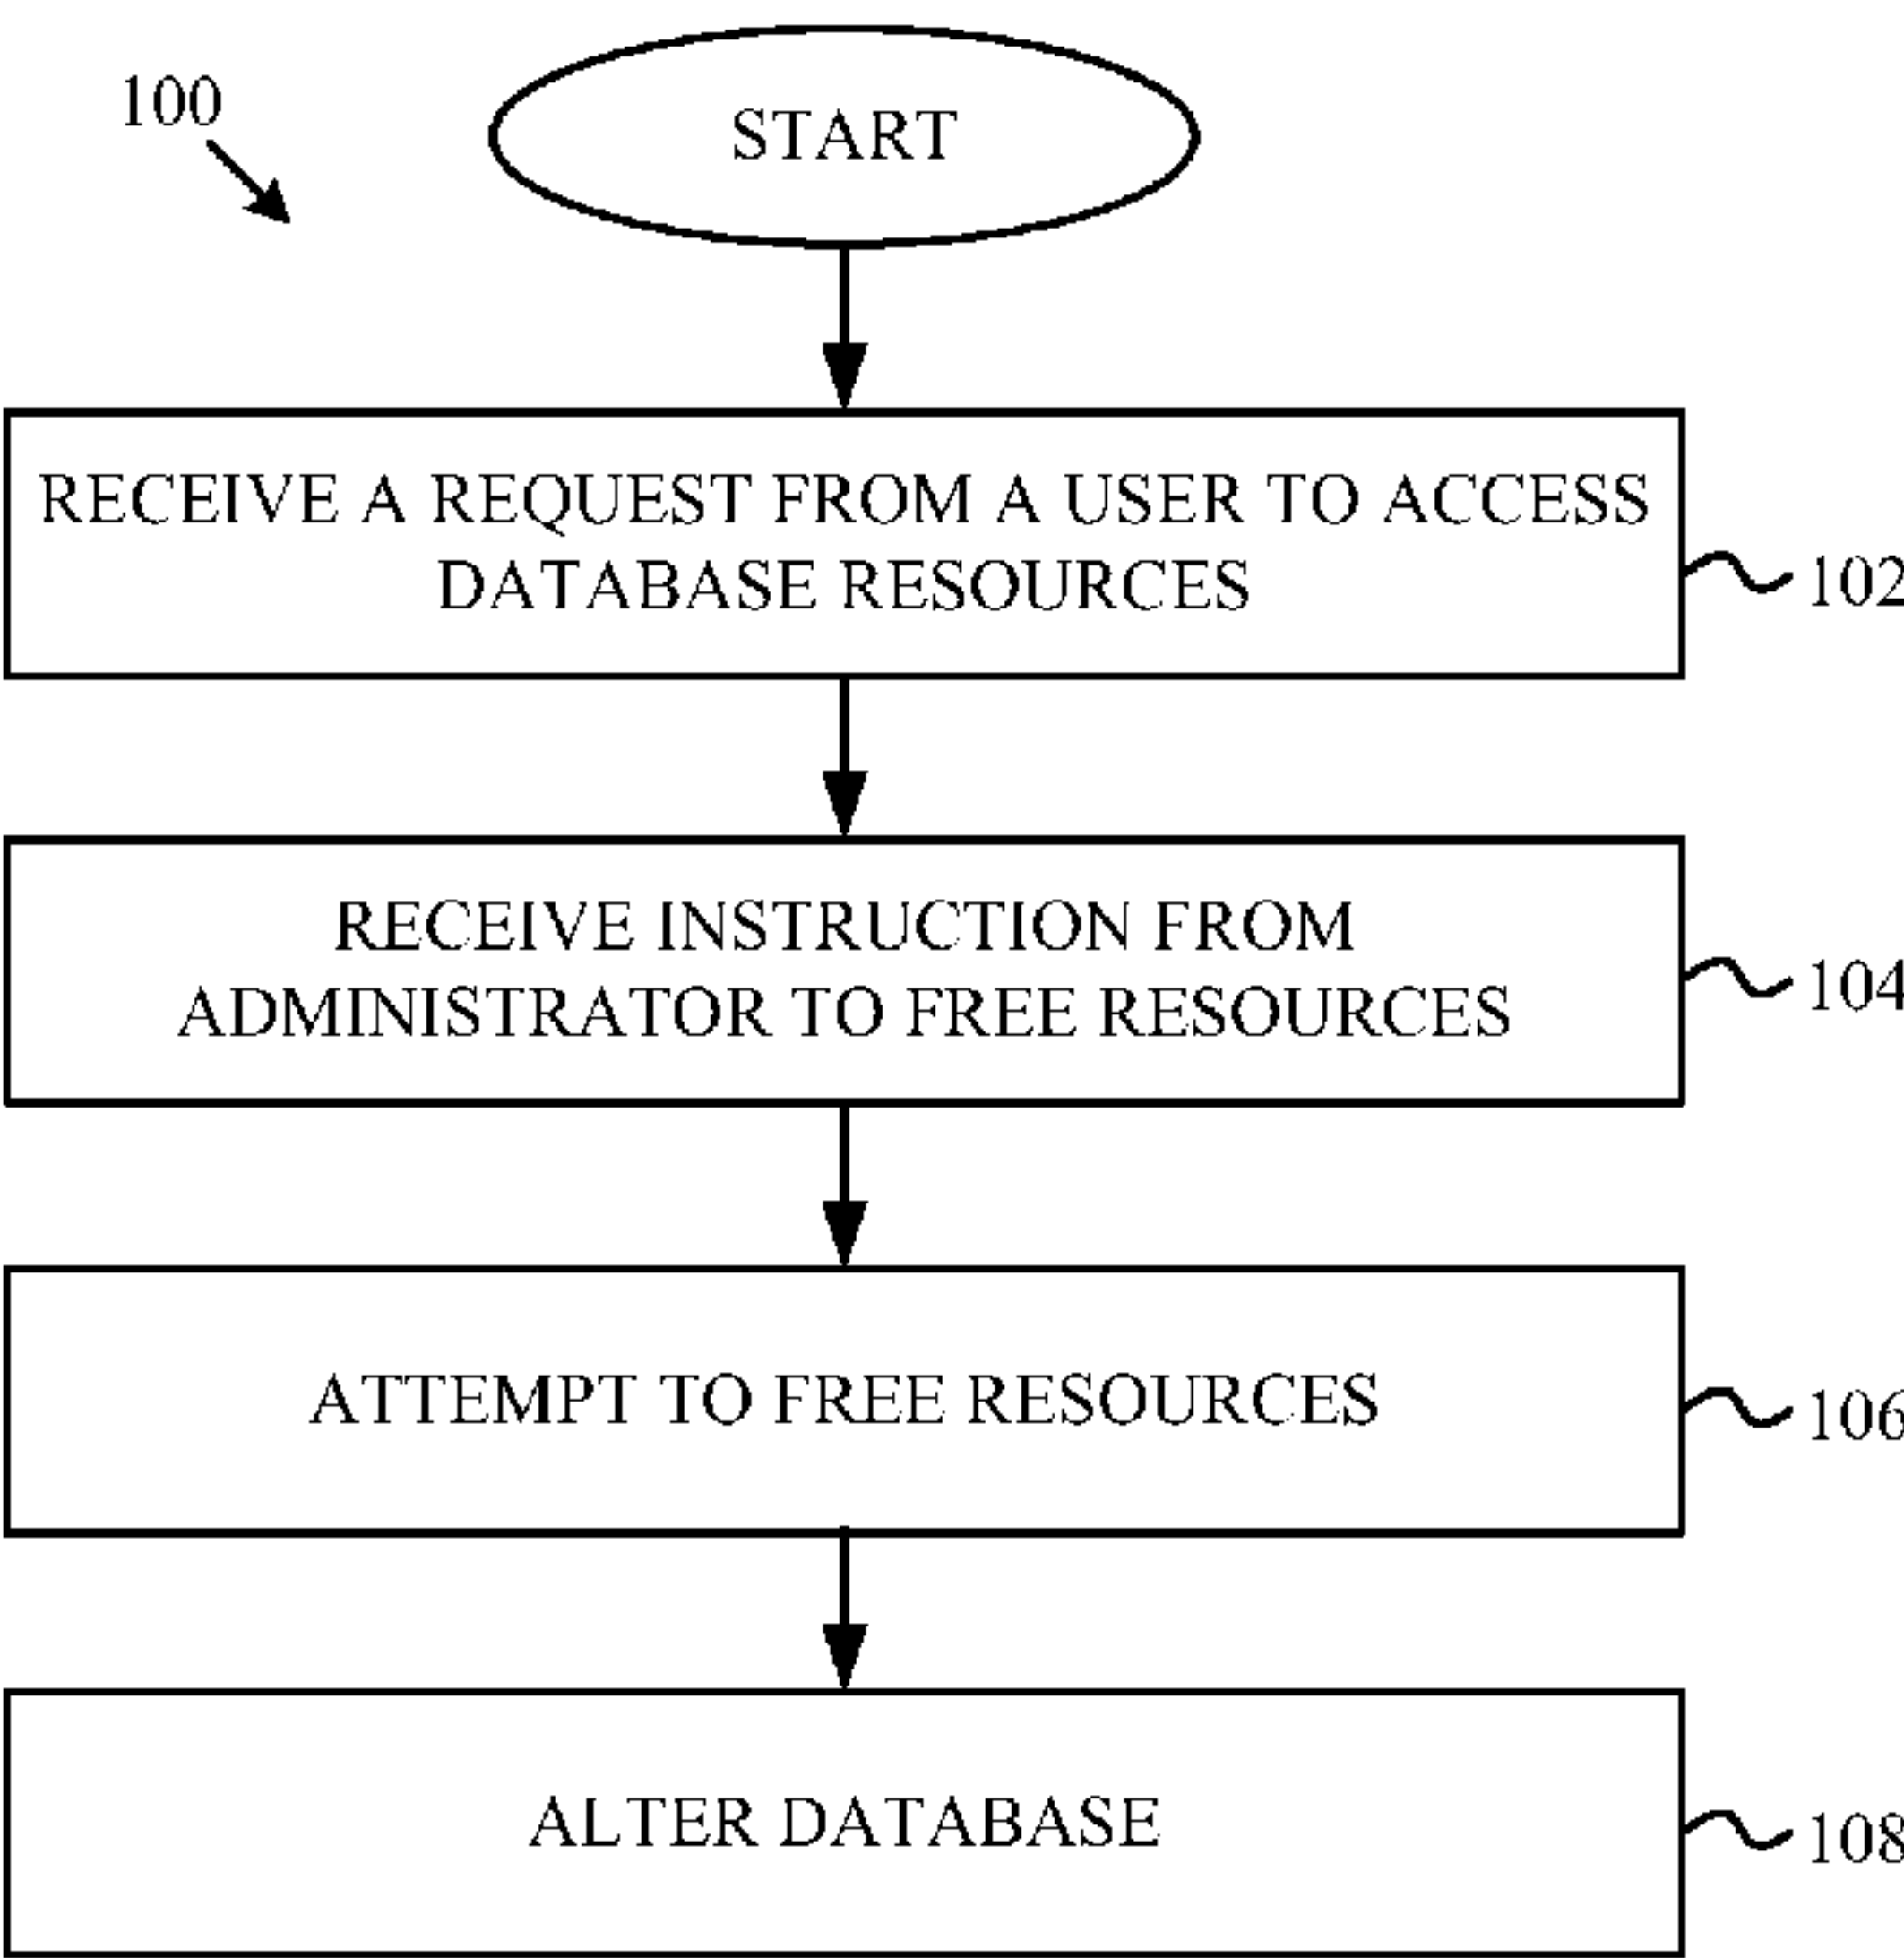 100
START
RECEIVE A REQUEST FROM A USER TO ACCESS
DATABASE RESOURCES
102
RECEIVE INSTRUCTION FROM
ADMINISTRATOR TO FREE RESOURCES
104
ATTEMPT TO FREE RESOURCES
106
ALTER DATABASE
108